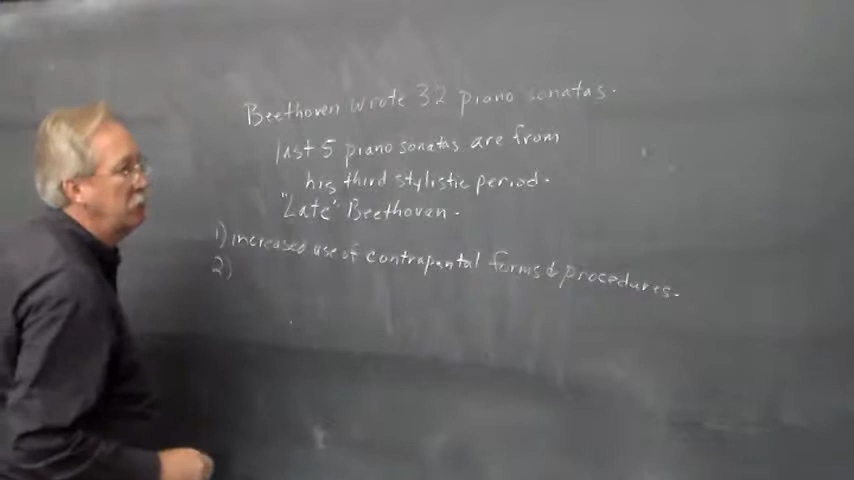 Beethoven wrote 32 piano sonatas.
last 5 piano sonatas are from
his third stylistic period.
"Late" Beethoven.
1) increased use of contrapantal forms & procedures.
2)